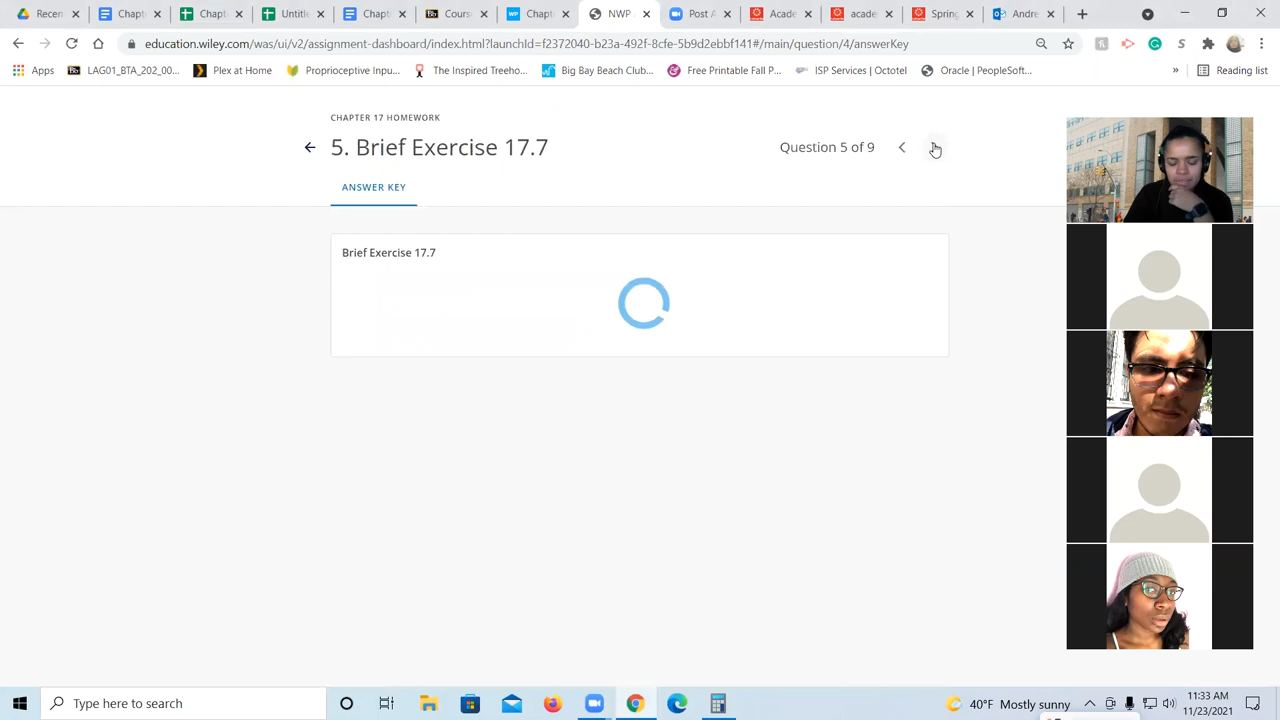 Recen
Chapt
Chapt
Untitle
Cours
Chapt
NWP
Post A
Acade
acade
Spring
Andre
education.wiley.com/was/ui/v2/assignment-dashboard/index.html?launchId=f2372040-b23a-492f-8cfe-5b9d2ebbf141#/main/question/4/answerKey
Apps
LAG01_BTA_202_00...
Plex at Home
Proprioceptive Inpu...
The Inspired Treeho...
Big Bay Beach Club...
Free Printable Fall P...
ISP Services | Octotel
Oracle | PeopleSoft...
»
Reading list
CHAPTER 17 HOMEWORK
5. Brief Exercise 17.7
Question 5 of 9
ANSWER KEY
Brief Exercise 17.7
Type here to search
40°F Mostly sunny
11:33 AM
11/23/2021